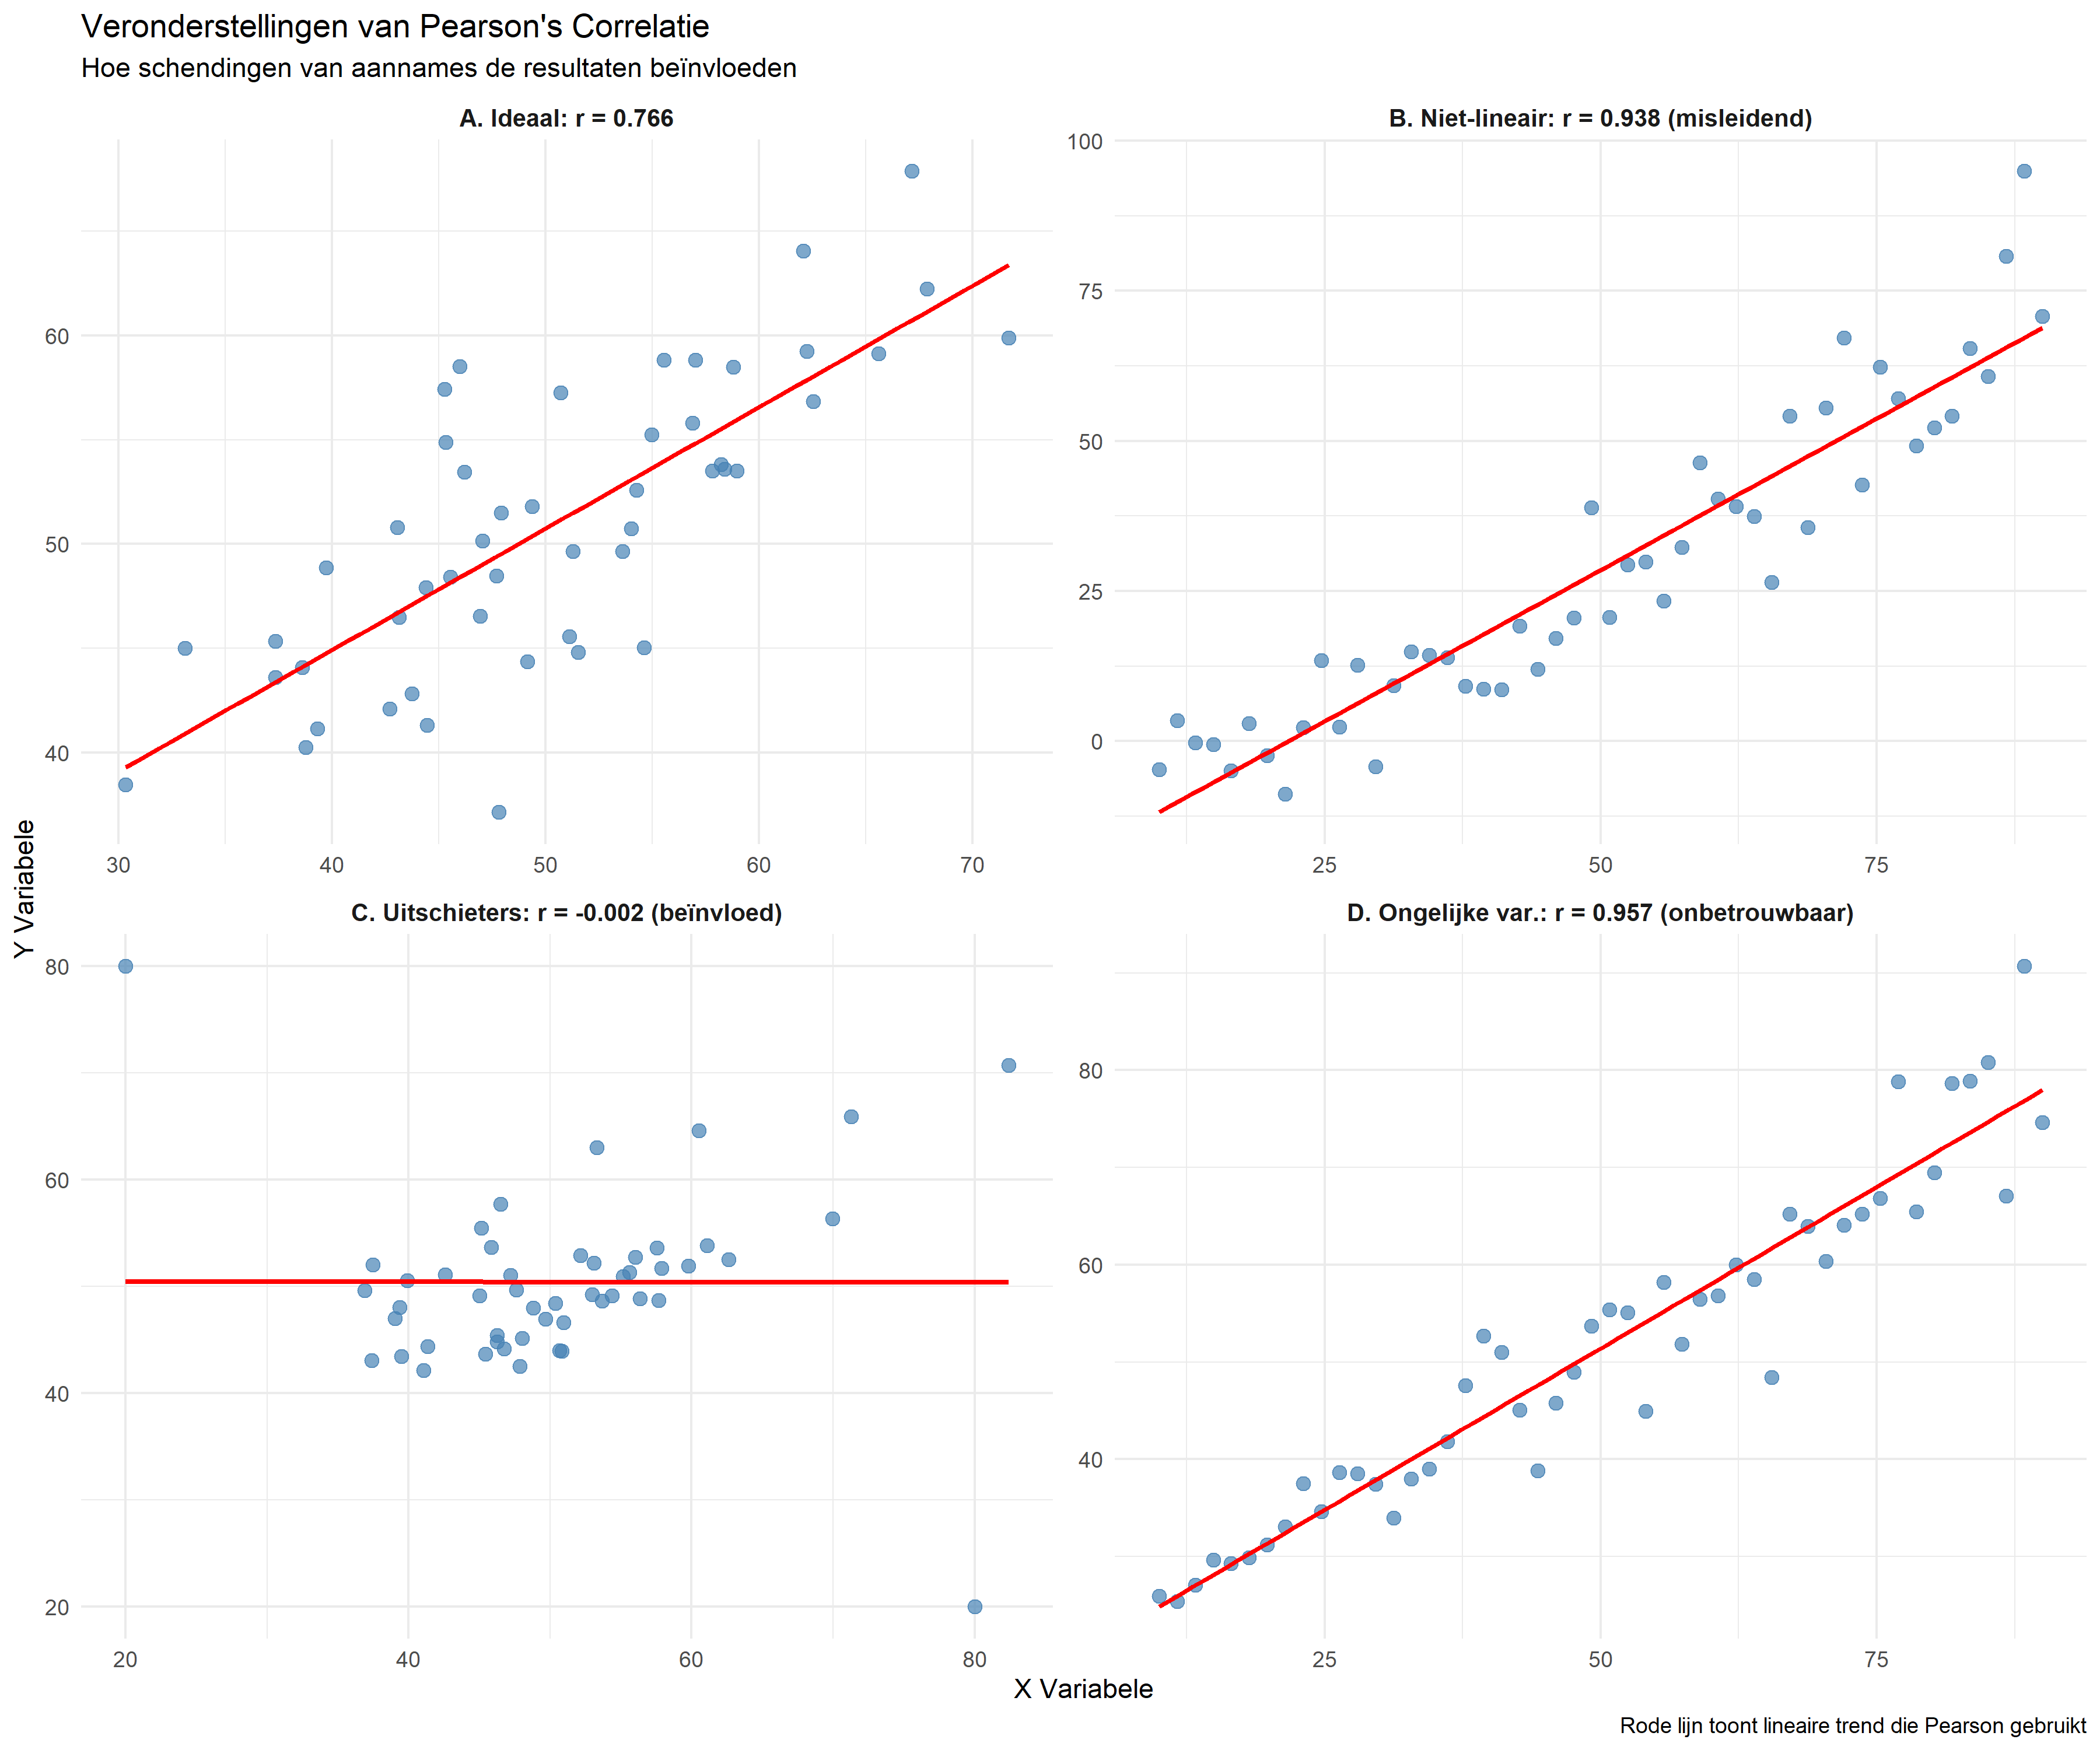 Veronderstellingen van Pearson's Correlatie
Hoe schendingen van aannames de resultaten beïnvloeden
A. Ideaal: r = 0.766
60
50
40
30 40 50 60 70
B. Niet-lineair: r = 0.938 (misleidend)
100
75
50
25
0
25 50 75
Y Variabele
C. Uitschieters: r = -0.002 (beïnvloed)
80
60
40
20
20 40 60 80
D. Ongelijke var.: r = 0.957 (onbetrouwbaar)
80
60
40
25 50 75
X Variabele
Rode lijn toont lineaire trend die Pearson gebruikt